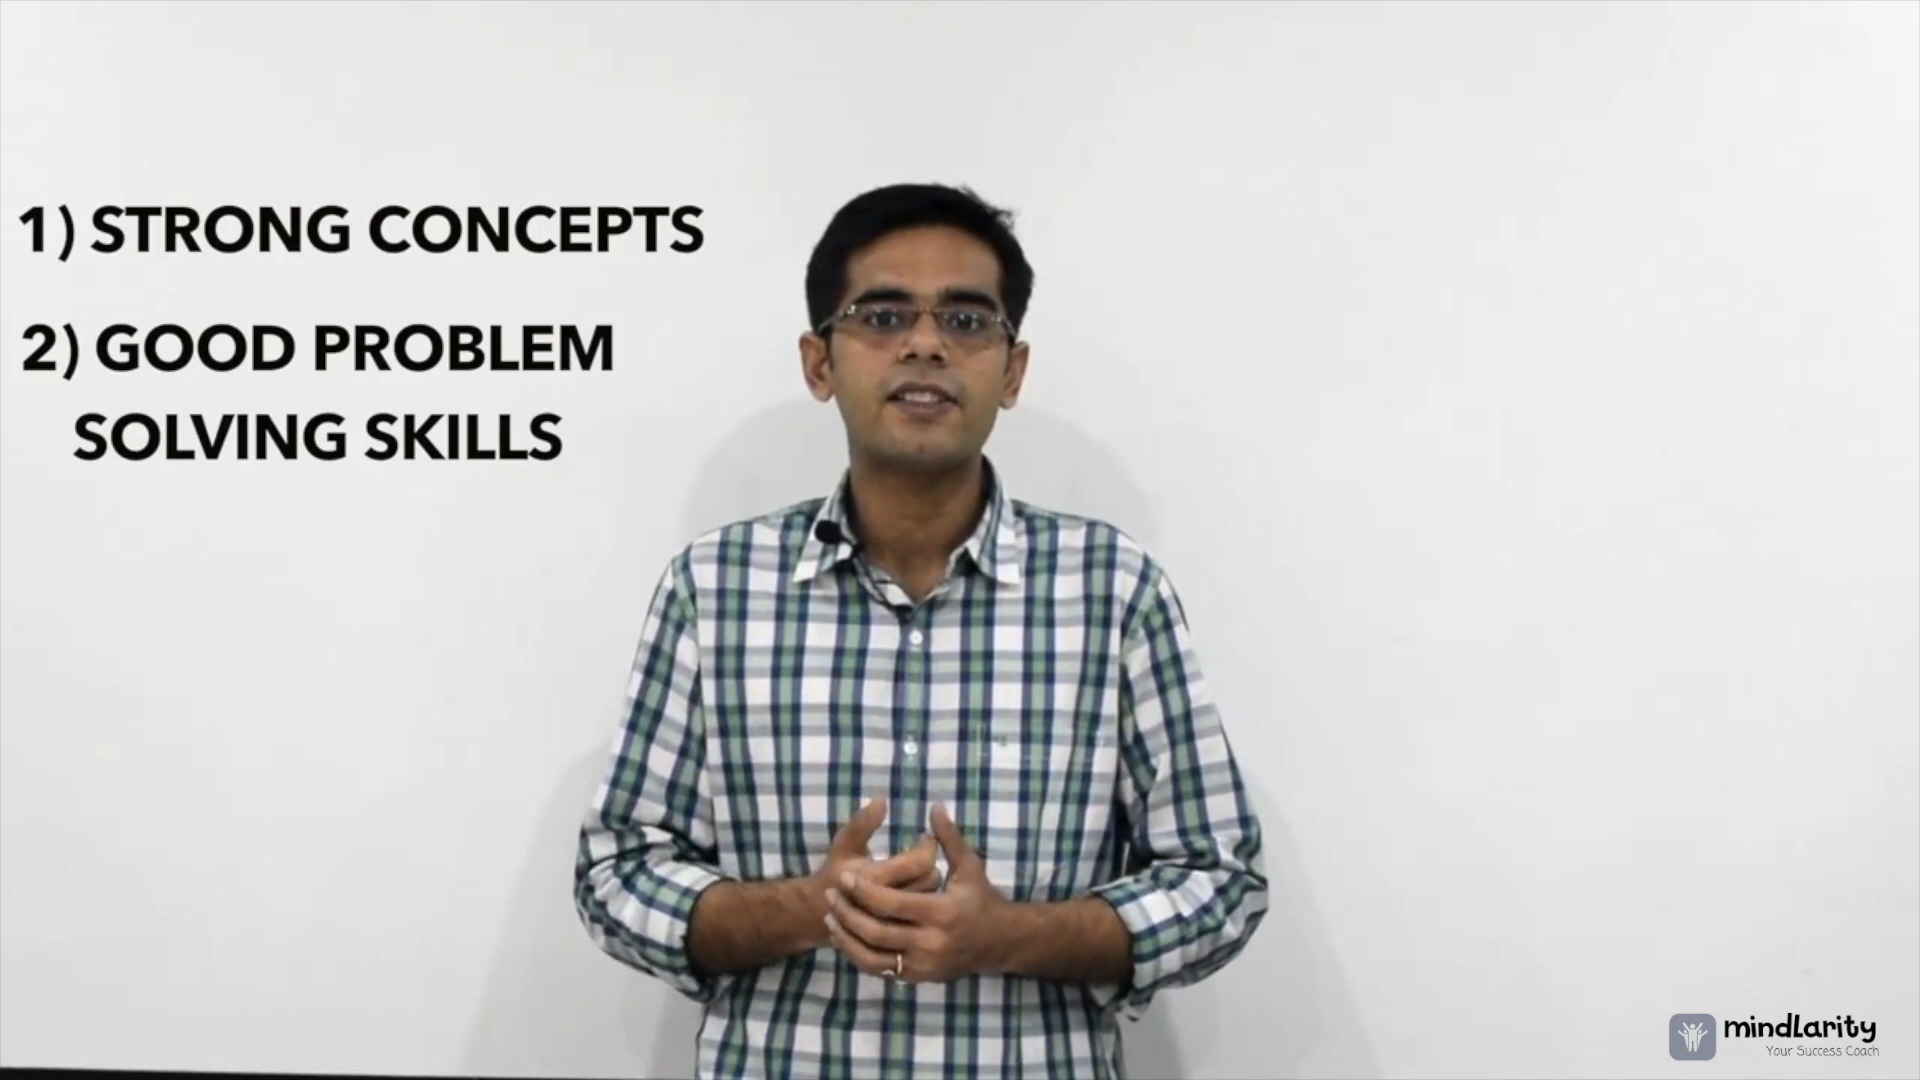 1) STRONG CONCEPTS
2) GOOD PROBLEM
SOLVING SKILLS
mindLarity
Your Success Coach